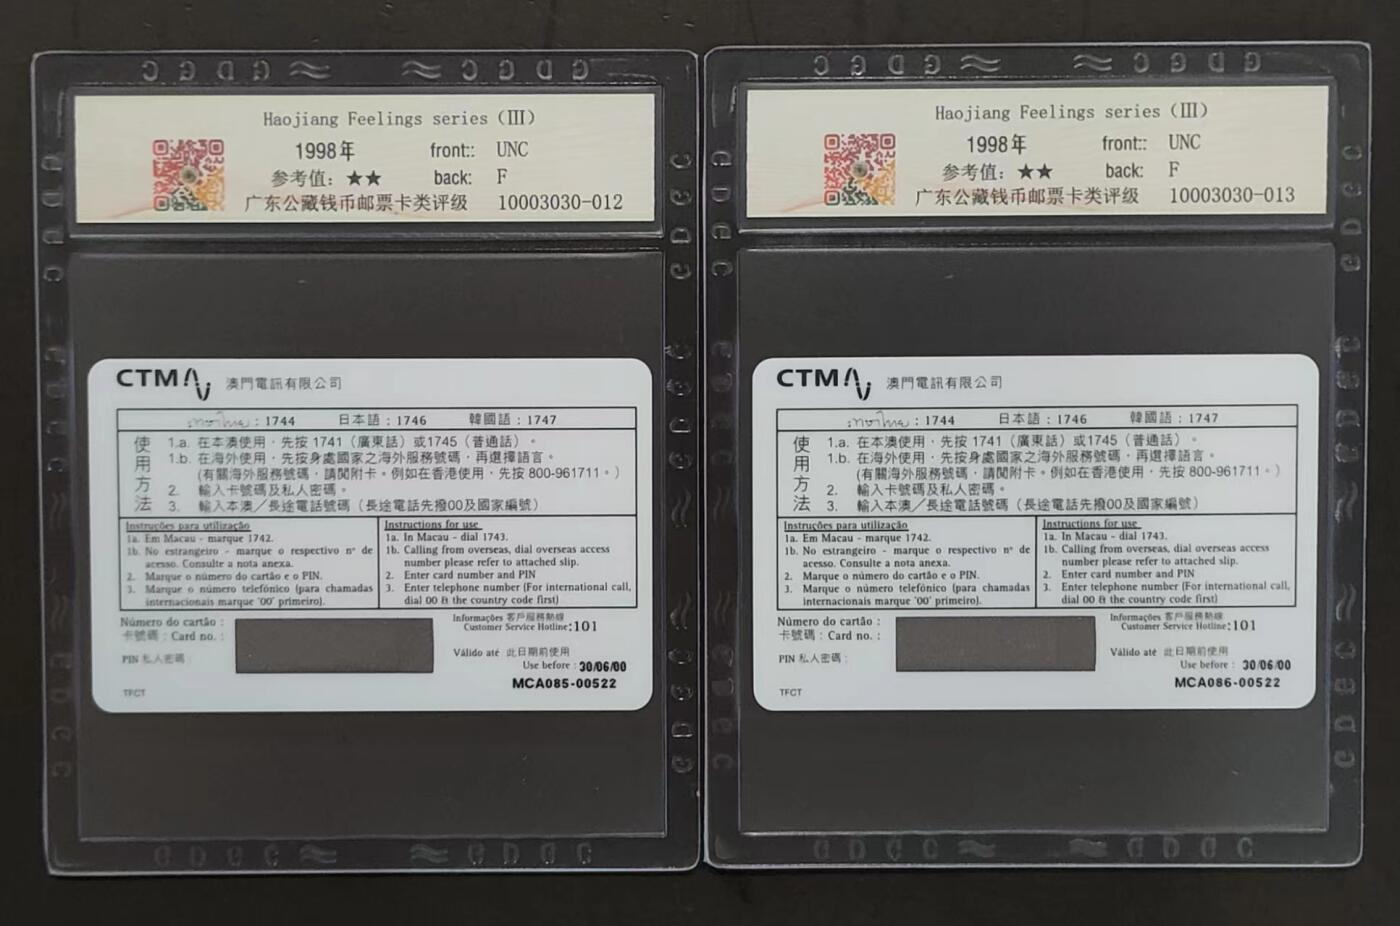 Haojiang Feelings series (III)
1998年 front:: UNC
参考值: ★★ back: F
广东公藏钱币邮票卡类评级 10003030-012
CTM 澳門電訊有限公司
: 1744 日本語 : 1746 韓國語 : 1747
使用方法
1.a. 在本澳使用，先按 1741（廣東話）或1745（普通話）。
1.b. 在海外使用，先按身處國家之海外服務號碼，再選擇語言。
(有關海外服務號碼，請閱附卡。例如在香港使用，先按 800-961711。)
2. 輸入卡號碼及私人密碼。
3. 輸入本澳／長途電話號碼（長途電話先撥00及國家編號）
Instruções para utilização
1a. Em Macau - marque 1742.
1b. No estrangeiro - marque o respectivo nº de
acesso. Consulte a nota anexa.
2. Marque o número do cartão e o PIN.
3. Marque o número telefónico (para chamadas
internacionais marque '00' primeiro).
Instructions for use
1a. In Macau - dial 1743.
1b. Calling from overseas, dial overseas access
number please refer to attached slip.
2. Enter card number and PIN
3. Enter telephone number (For international call,
dial 00 & the country code first)
Número do cartão :
卡號碼 : Card no. :
PIN 私人密碼 :
TFCT
Informações 客戶服務熱線
Customer Service Hotline:101
Válido até 此日期前使用
Use before : 30/06/00
MCA085-00522
Haojiang Feelings series (III)
1998年 front:: UNC
参考值: ★★ back: F
广东公藏钱币邮票卡类评级 10003030-013
CTM 澳門電訊有限公司
: 1744 日本語 : 1746 韓國語 : 1747
使用方法
1.a. 在本澳使用，先按 1741（廣東話）或1745（普通話）。
1.b. 在海外使用，先按身處國家之海外服務號碼，再選擇語言。
(有關海外服務號碼，請閱附卡。例如在香港使用，先按 800-961711。)
2. 輸入卡號碼及私人密碼。
3. 輸入本澳／長途電話號碼（長途電話先撥00及國家編號）
Instruções para utilização
1a. Em Macau - marque 1742.
1b. No estrangeiro - marque o respectivo nº de
acesso. Consulte a nota anexa.
2. Marque o número do cartão e o PIN.
3. Marque o número telefónico (para chamadas
internacionais marque '00' primeiro).
Instructions for use
1a. In Macau - dial 1743.
1b. Calling from overseas, dial overseas access
number please refer to attached slip.
2. Enter card number and PIN
3. Enter telephone number (For international call,
dial 00 & the country code first)
Número do cartão :
卡號碼 : Card no. :
PIN 私人密碼 :
TFCT
Informações 客戶服務熱線
Customer Service Hotline:101
Válido até 此日期前使用
Use before : 30/06/00
MCA086-00522